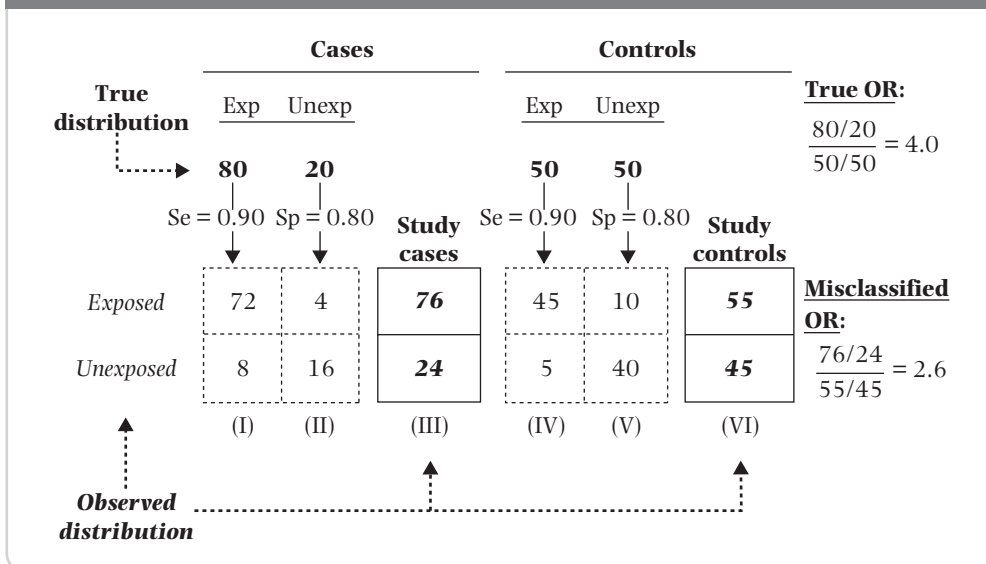 Cases Controls
True distribution
Exp Unexp Exp Unexp
True OR:
80/20
50/50
= 4.0
80 20 50 50
Se = 0.90 Sp = 0.80 Se = 0.90 Sp = 0.80
Study cases
Study controls
Exposed 72 4 76 45 10 55
Unexposed 8 16 24 5 40 45
Misclassified OR:
76/24
55/45
= 2.6
(I) (II) (III) (IV) (V) (VI)
Observed distribution